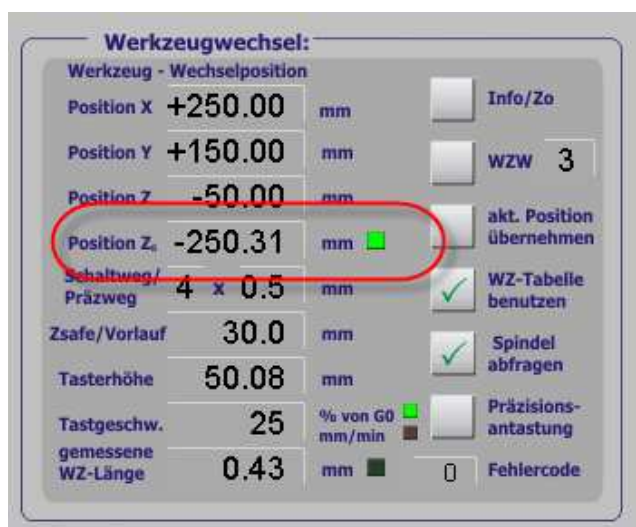 Werkzeugwechsel:
Werkzeug - Wechselposition
Position X +250.00 mm
Info/Zo
Position Y +150.00 mm
WZW 3
Position Z -50.00 mm
akt. Position
übernehmen
Position Z₀ -250.31 mm
Schaltweg/
Präzweg 4 x 0.5 mm
WZ-Tabelle
benutzen
Zsafe/Vorlauf 30.0 mm
Spindel
abfragen
Tasterhöhe 50.08 mm
Tastgeschw. 25 % von G0
mm/min
Präzisions-
antastung
gemessene
WZ-Länge 0.43 mm
0 Fehlercode